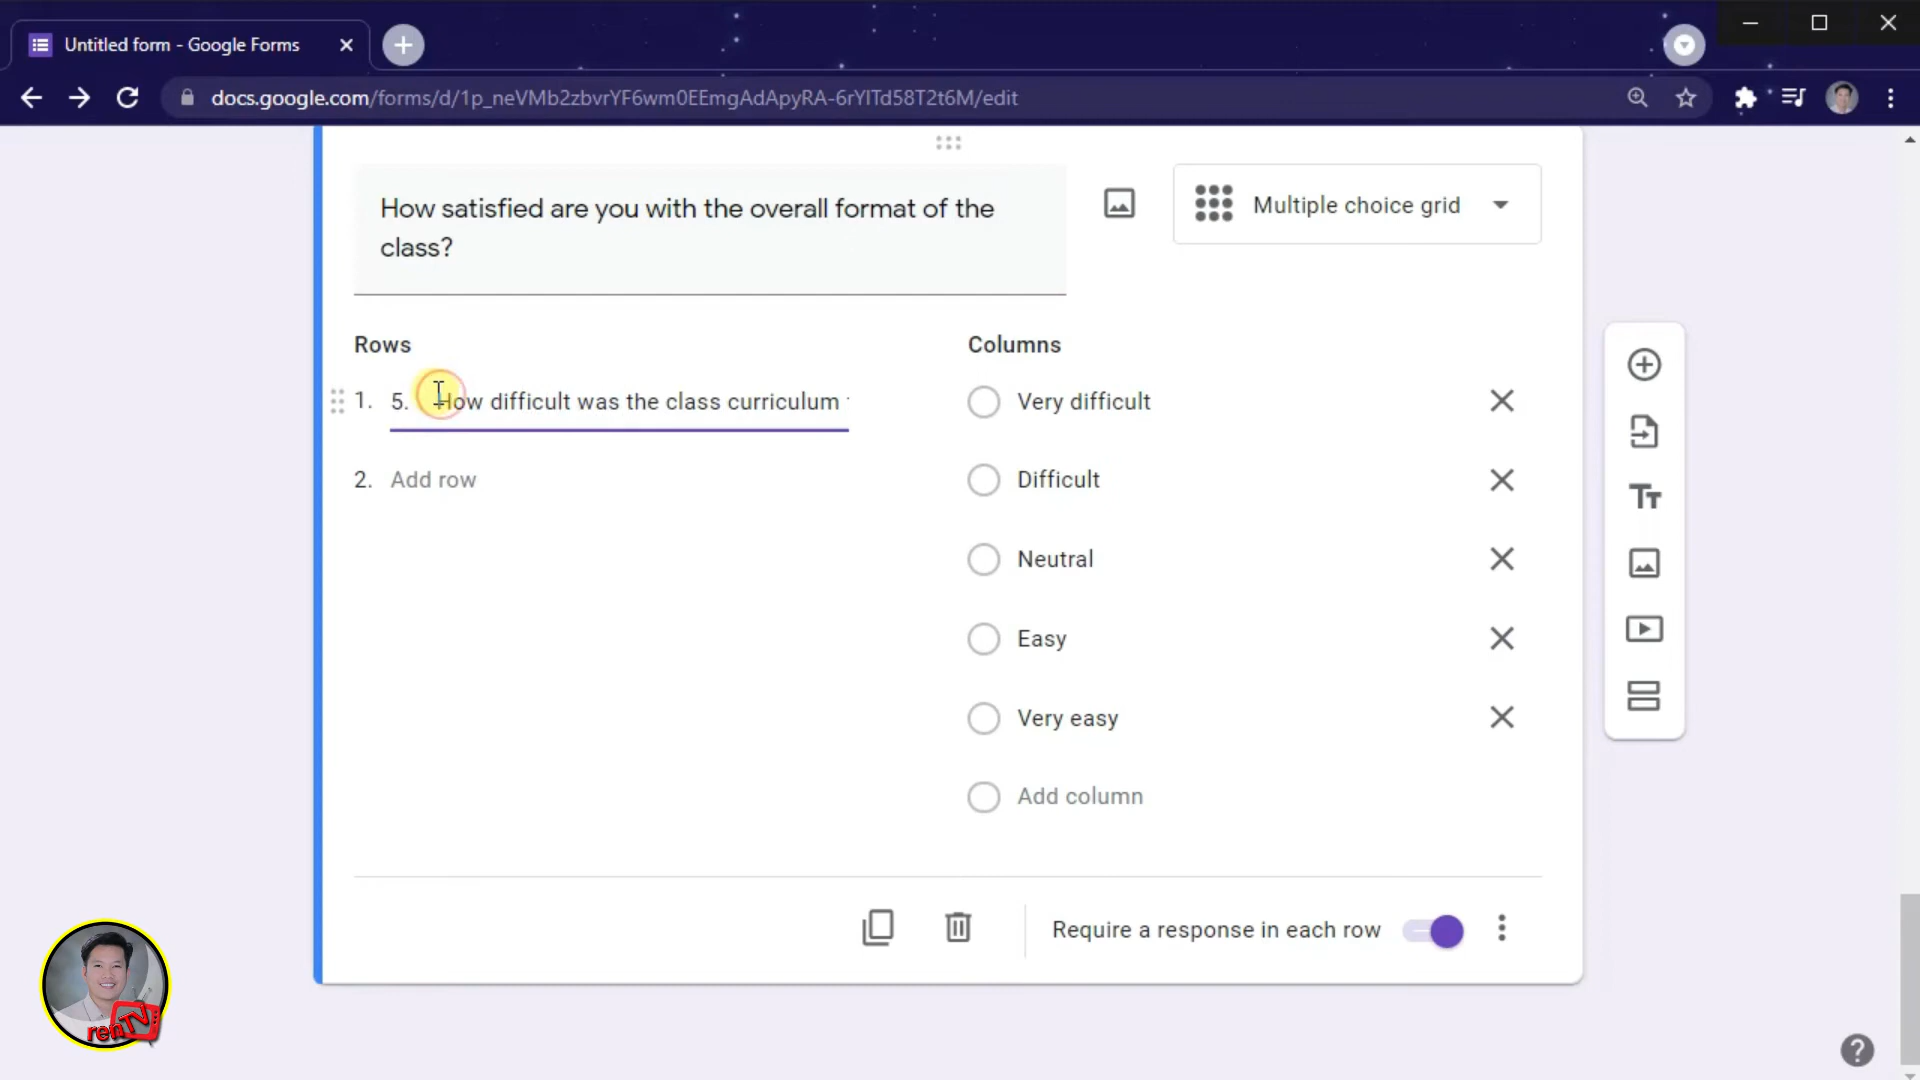 Untitled form - Google Forms
docs.google.com/forms/d/1p_neVMb2zbvrYF6wm0EEmgAdApyRA-6rYlTd58T2t6M/edit
How satisfied are you with the overall format of the
class?
Multiple choice grid
Rows
Columns
1. 5. How difficult was the class curriculum
Very difficult
2. Add row
Difficult
Neutral
Easy
Very easy
Add column
Require a response in each row
renTV